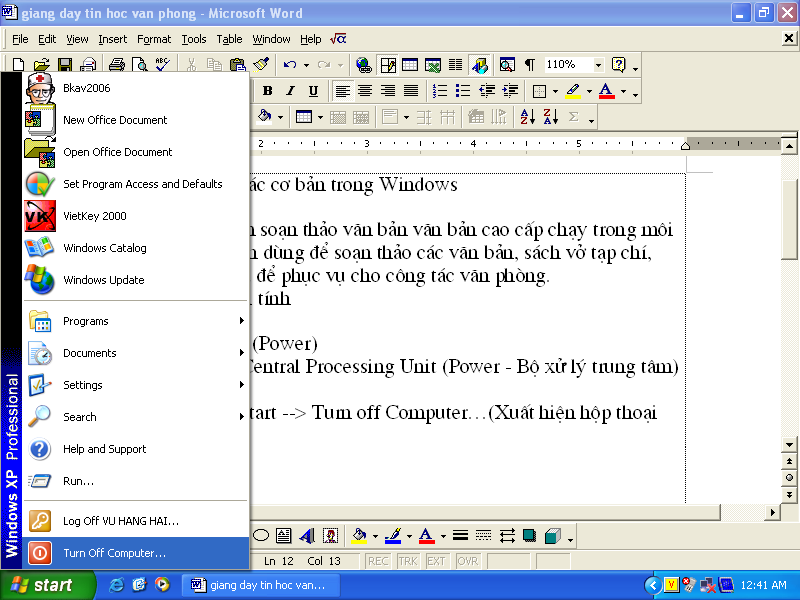 giang day tin hoc van phong - Microsoft Word
File Edit View Insert Format Tools Table Window Help
110%
B I U
2 3 4 5
Bkav2006
New Office Document
Open Office Document
Set Program Access and Defaults
VietKey 2000
Windows Catalog
Windows Update
Programs
Documents
Settings
Search
Help and Support
Run...
Log Off VU HANG HAI...
Turn Off Computer...
Windows XP Professional
ác cơ bản trong Windows
soạn thảo văn bản văn bản cao cấp chạy trong môi
dùng để soạn thảo các văn bản, sách vở tạp chí,
để phục vụ cho công tác văn phòng.
tính
(Power)
Central Processing Unit (Power - Bộ xử lý trung tâm)
tart --> Turn off Computer…(Xuất hiện hộp thoại
Ln 12 Col 13 REC TRK EXT OVR
start
giang day tin hoc van...
V
12:41 AM